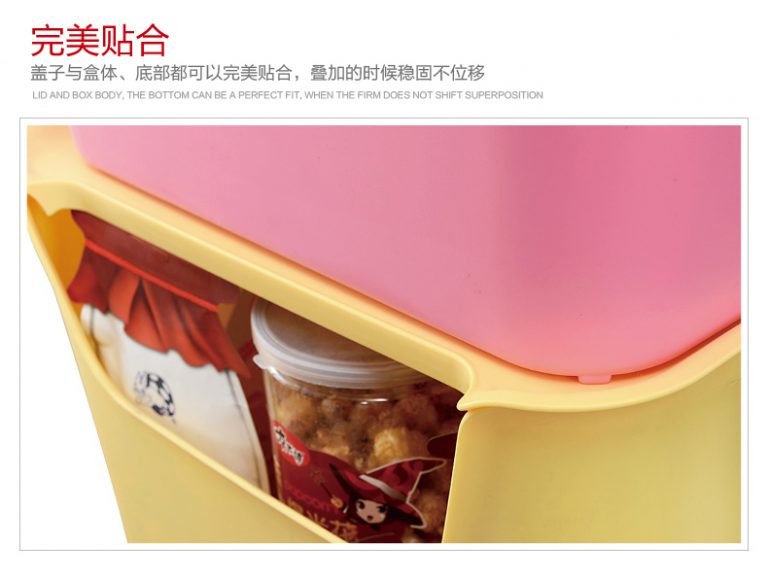 完美贴合
盖子与盒体、底部都可以完美贴合，叠加的时候稳固不位移
LID AND BOX BODY, THE BOTTOM CAN BE A PERFECT FIT, WHEN THE FIRM DOES NOT SHIFT SUPERPOSITION